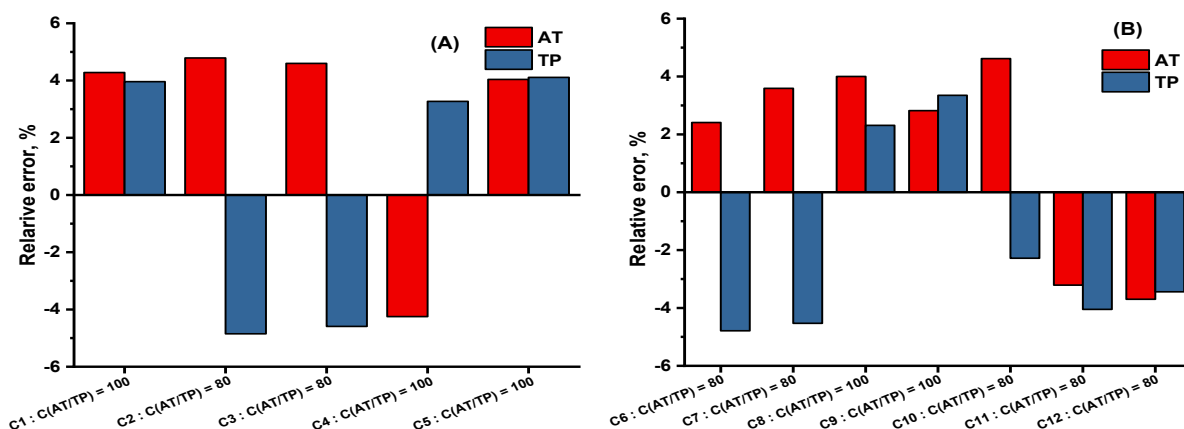 (A)
AT
TP
Relarive error, %
6
4
2
0
-2
-4
-6
C1 : C(AT/TP) = 100
C2 : C(AT/TP) = 80
C3 : C(AT/TP) = 80
C4 : C(AT/TP) = 100
C5 : C(AT/TP) = 100
(B)
AT
TP
Relative error, %
6
4
2
0
-2
-4
-6
C6 : C(AT/TP) = 80
C7 : C(AT/TP) = 80
C8 : C(AT/TP) = 100
C9 : C(AT/TP) = 100
C10 : C(AT/TP) = 80
C11 : C(AT/TP) = 80
C12 : C(AT/TP) = 80